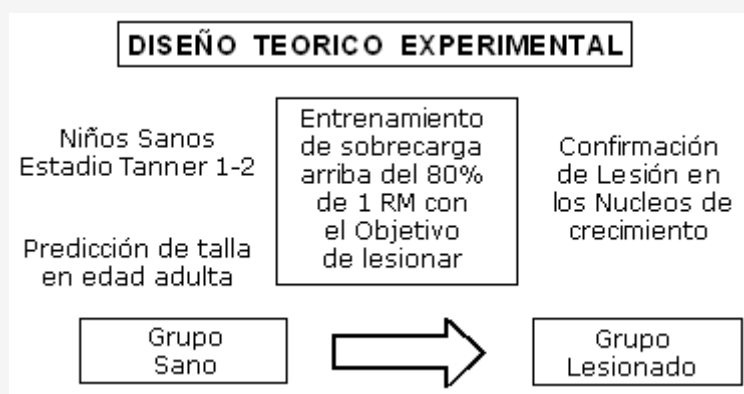 DISEÑO TEORICO EXPERIMENTAL
Niños Sanos
Estadio Tanner 1-2
Predicción de talla
en edad adulta
Entrenamiento
de sobrecarga
arriba del 80%
de 1 RM con
el Objetivo
de lesionar
Confirmación
de Lesión en
los Nucleos de
crecimiento
Grupo
Sano
Grupo
Lesionado